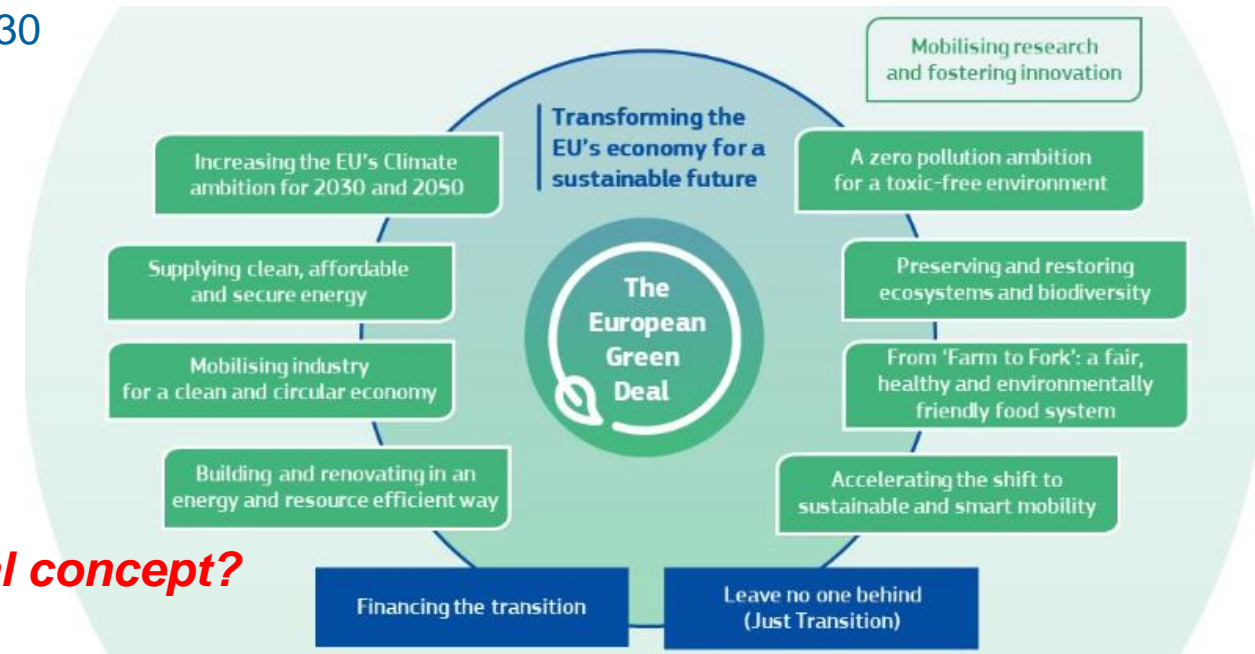 30
Mobilising research
and fostering innovation
Transforming the
EU's economy for a
sustainable future
Increasing the EU's Climate
ambition for 2030 and 2050
A zero pollution ambition
for a toxic-free environment
Supplying clean, affordable
and secure energy
Preserving and restoring
ecosystems and biodiversity
The
European
Green
Deal
Mobilising industry
for a clean and circular economy
From ‘Farm to Fork’: a fair,
healthy and environmentally
friendly food system
Building and renovating in an
energy and resource efficient way
Accelerating the shift to
sustainable and smart mobility
concept?
Financing the transition
Leave no one behind
(Just Transition)